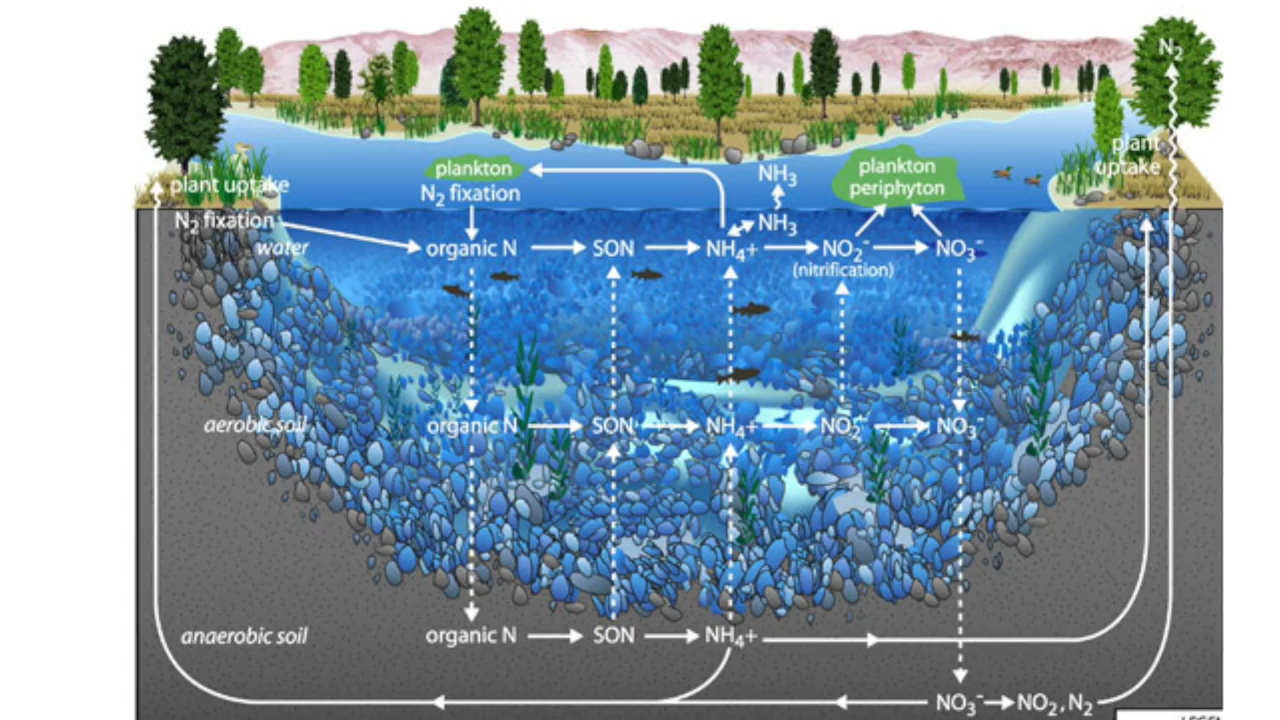 N₂
plant
uptake
plankton
N₂ fixation
NH₃
plankton
periphyton
plant uptake
N₂ fixation
NH₃
water
organic N
SON
NH₄+
NO₂⁻
NO₃⁻
(nitrification)
aerobic soil
organic N
SON
NH₄+
NO₂⁻
NO₃⁻
anaerobic soil
organic N
SON
NH₄+
NO₃⁻
NO₂, N₂